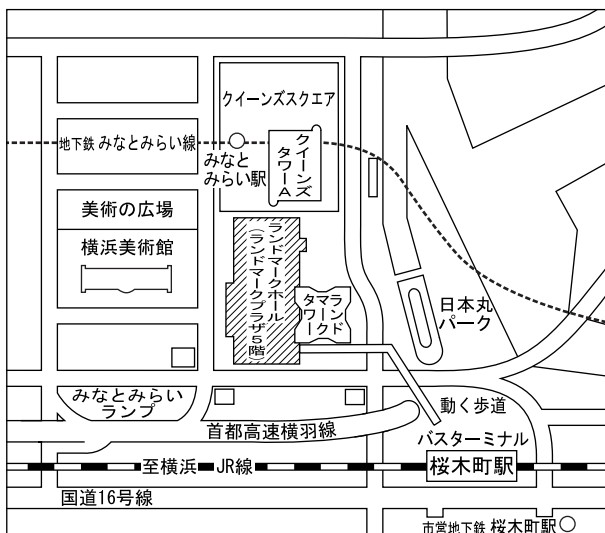 クイーンズスクエア
地下鉄 みなとみらい線
みなと
みらい駅
クイーンズ
タワーA
美術の広場
横浜美術館
ランドマークホール
(ランドマークプラザ5階)
ランド
マーク
タワー
日本丸
パーク
みなとみらい
ランプ
動く歩道
首都高速横羽線
バスターミナル
至横浜 JR線
桜木町駅
国道16号線
市営地下鉄 桜木町駅